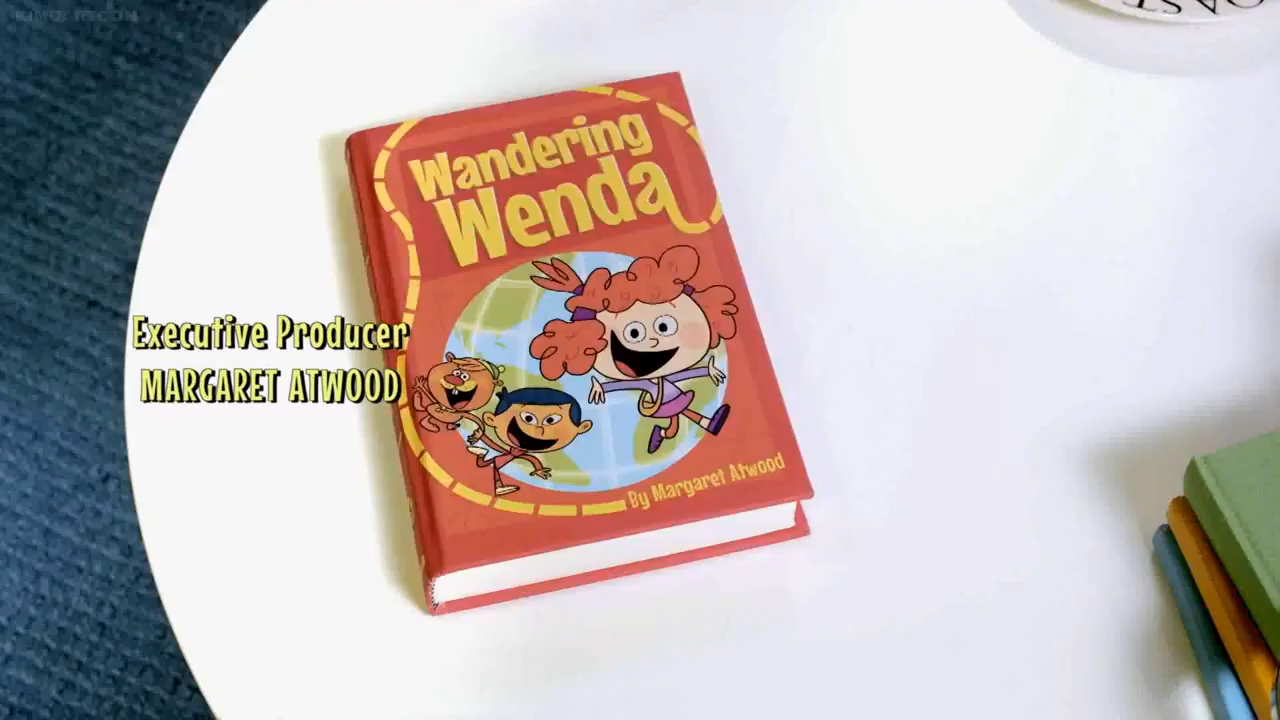 Wandering
Wenda
Executive Producer
MARGARET ATWOOD
By Margaret Atwood